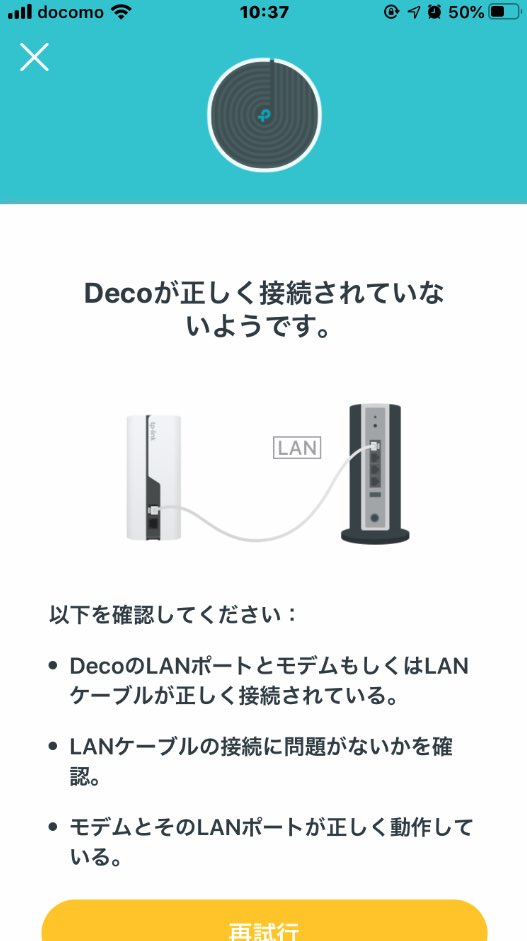 docomo 10:37 50%
Decoが正しく接続されていな
いようです。
tp-link
LAN
以下を確認してください：
• DecoのLANポートとモデムもしくはLAN
ケーブルが正しく接続されている。
• LANケーブルの接続に問題がないかを確
認。
• モデムとそのLANポートが正しく動作して
いる。
再試行